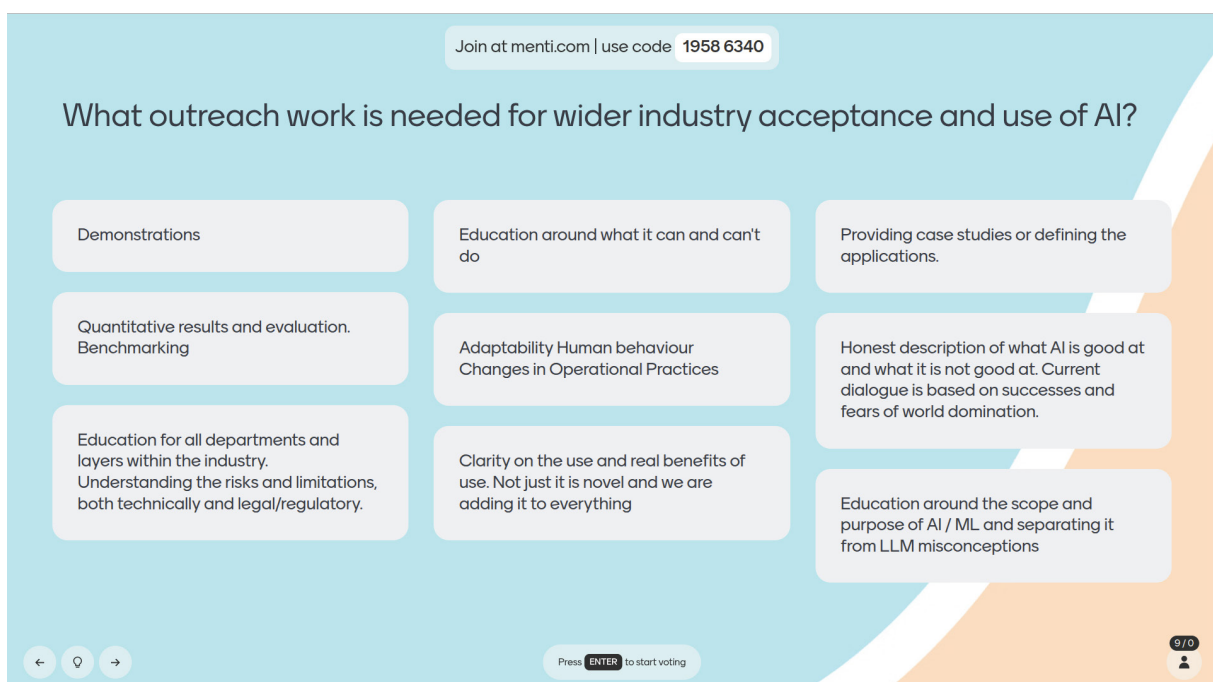 Join at menti.com | use code 1958 6340
What outreach work is needed for wider industry acceptance and use of AI?
Demonstrations
Quantitative results and evaluation.
Benchmarking
Education for all departments and
layers within the industry.
Understanding the risks and limitations,
both technically and legal/regulatory.
Education around what it can and can't
do
Adaptability Human behaviour
Changes in Operational Practices
Clarity on the use and real benefits of
use. Not just it is novel and we are
adding it to everything
Providing case studies or defining the
applications.
Honest description of what AI is good at
and what it is not good at. Current
dialogue is based on successes and
fears of world domination.
Education around the scope and
purpose of AI / ML and separating it
from LLM misconceptions
Press ENTER to start voting
9/0